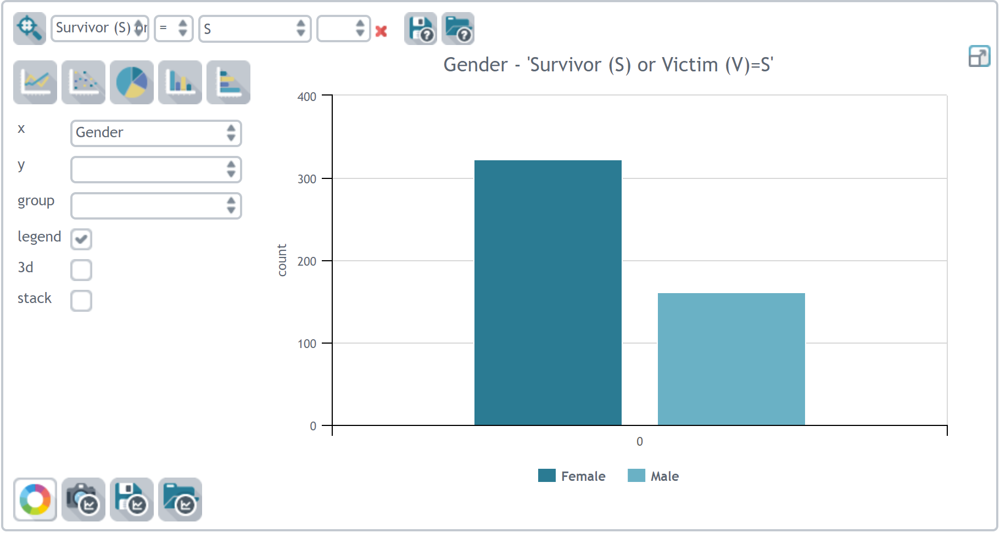 Survivor (S) or
=
S
Gender - 'Survivor (S) or Victim (V)=S'
x
Gender
y
group
legend
3d
stack
400
300
200
100
0
count
0
Female
Male